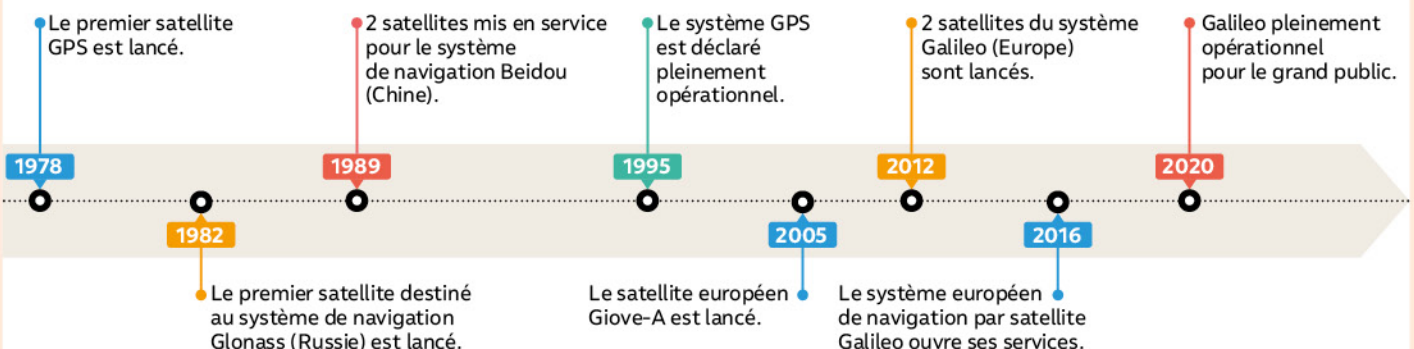 Le premier satellite
GPS est lancé.
2 satellites mis en service
pour le système
de navigation Beidou
(Chine).
Le système GPS
est déclaré
pleinement
opérationnel.
2 satellites du système
Galileo (Europe)
sont lancés.
Galileo pleinement
opérationnel
pour le grand public.
1978
1989
1995
2012
2020
1982
2005
2016
Le premier satellite destiné
au système de navigation
Glonass (Russie) est lancé.
Le satellite européen
Giove-A est lancé.
Le système européen
de navigation par satellite
Galileo ouvre ses services.